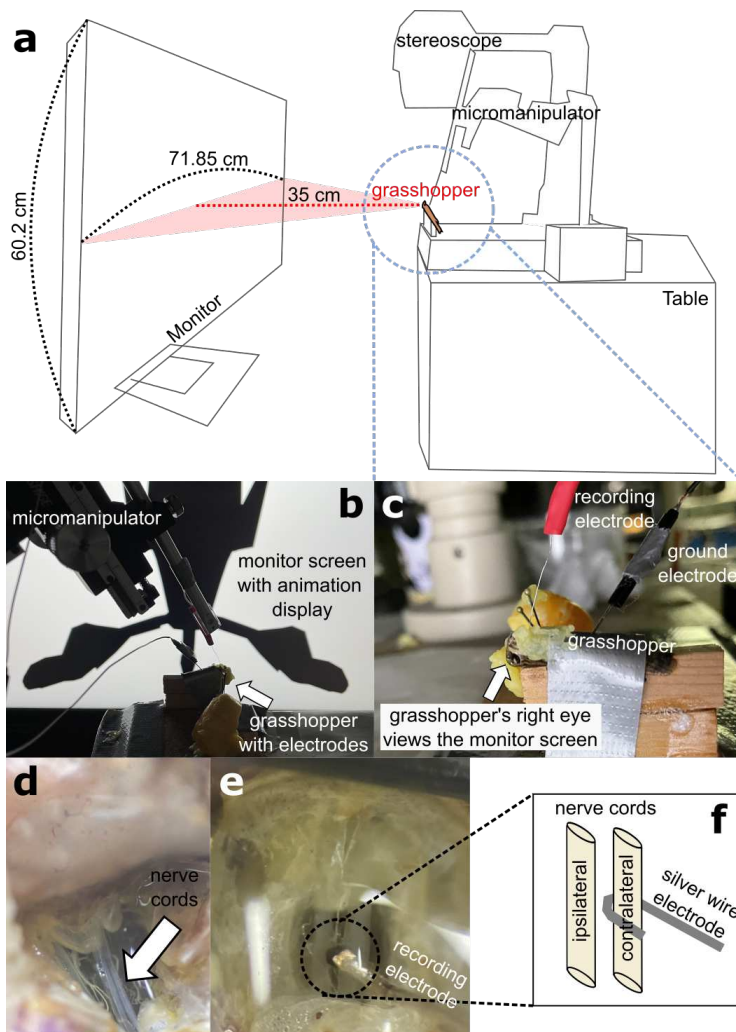 a
stereoscope
micromanipulator
71.85 cm
35 cm
grasshopper
60.2 cm
Monitor
Table
b
micromanipulator
monitor screen
with animation
display
grasshopper
with electrodes
c
recording
electrode
ground
electrode
grasshopper
grasshopper's right eye
views the monitor screen
d
nerve
cords
e
recording
electrode
f
nerve cords
ipsilateral
contralateral
silver wire
electrode